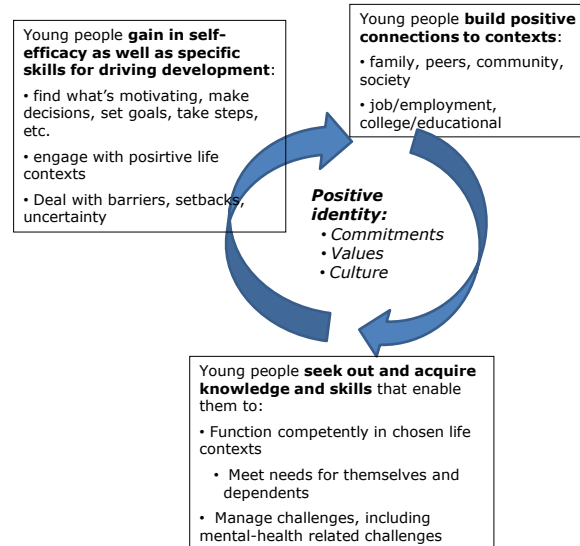 Young people gain in self-
efficacy as well as specific
skills for driving development:
• find what's motivating, make
decisions, set goals, take steps,
etc.
• engage with posirtive life
contexts
• Deal with barriers, setbacks,
uncertainty
Young people build positive
connections to contexts:
• family, peers, community,
society
• job/employment,
college/educational
Positive
identity:
• Commitments
• Values
• Culture
Young people seek out and acquire
knowledge and skills that enable
them to:
• Function competently in chosen life
contexts
• Meet needs for themselves and
dependents
• Manage challenges, including
mental-health related challenges